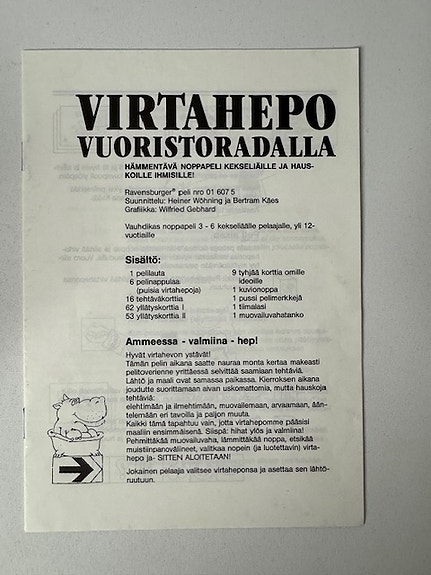 VIRTAHEPO
VUORISTORADALLA
HÄMMENTÄVÄ NOPPAPELI KEKSELIÄILLE JA HAUS-
KOILLE IHMISILLE!
Ravensburger® peli nro 01 607 5
Suunnittelu: Heiner Wöhning ja Bertram Käes
Grafiikka: Wilfried Gebhard
Vauhdikas noppapeli 3 - 6 kekseliäälle pelaajalle, yli 12-
vuotiaille
Sisältö:
1 pelilauta
6 pelinappulaa
(puisia virtahepoja)
16 tehtäväkorttia
62 yllätyskorttia I
53 yllätyskorttia II
9 tyhjää korttia omille
ideoille
1 kuvionoppa
1 pussi pelimerkkejä
1 tiimalasi
1 muovailuvahatanko
Ammeessa - valmiina - hep!
Hyvät virtahevon ystävät!
Tämän pelin aikana saatte nauraa monta kertaa makeasti
pelitoverienne yrittäessä selvittää saamiaan tehtäviä.
Lähtö ja maali ovat samassa paikassa. Kierroksen aikana
joudutte suorittamaan aivan uskomattomia, mutta hauskoja
tehtäviä:
elehtimään ja ilmehtimään, muovailemaan, arvaamaan, ään-
telemään eri tavoilla ja paljon muuta.
Kaikki tämä tapahtuu vain, jotta virtahepomme pääsisi
maaliin ensimmäisenä. Siispä: hihat ylös ja valmiina!
Pehmittäkää muovailuvaha, lämmittäkää noppa, etsikää
muistiinpanovälineet, valitkaa nopein (ja luotettavin) virta-
hepo ja- SITTEN ALOITETAAN!
Jokainen pelaaja valitsee virtaheponsa ja asettaa sen lähtö-
ruutuun.